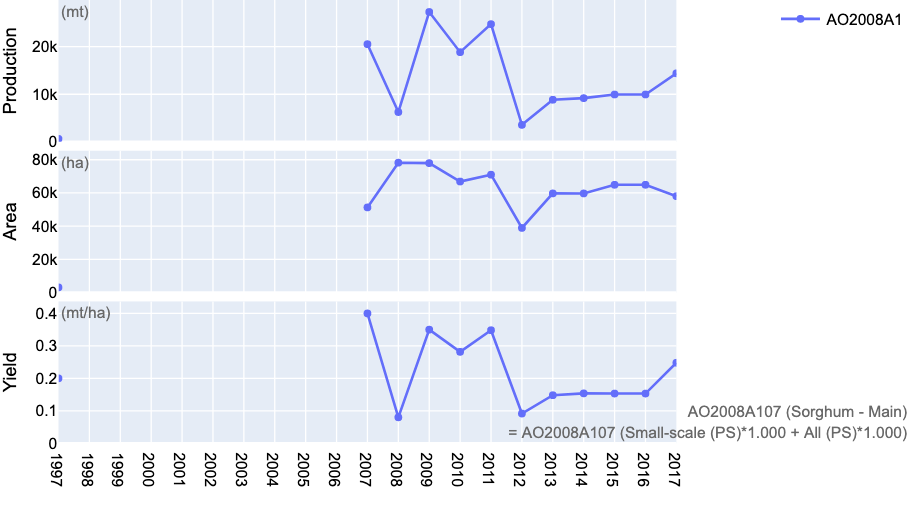 (mt)
AO2008A1
Production
20k
10k
0
(ha)
Area
80k
60k
40k
20k
0
(mt/ha)
Yield
0.4
0.3
0.2
0.1
0
AO2008A107 (Sorghum - Main)
= AO2008A107 (Small-scale (PS)*1.000 + All (PS)*1.000)
1997 1998 1999 2000 2001 2002 2003 2004 2005 2006 2007 2008 2009 2010 2011 2012 2013 2014 2015 2016 2017